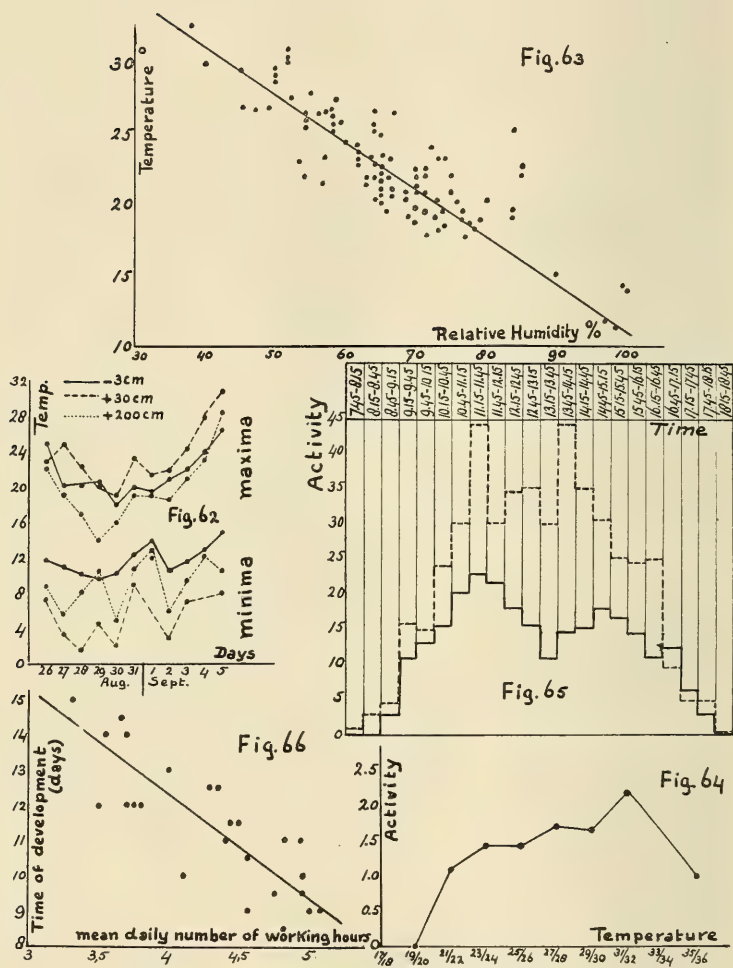 Fig.63
Temperature °
30
25
20
15
10
Relative Humidity %
30 40 50 60 70 80 90 100
Temp.
-3cm
+30cm
+200cm
32
28
24
20
16
12
8
4
0
maxima
Fig.62
minima
Days
26 27 28 29 30 31 1 2 3 4 5
Aug. Sept.
7.45-8.15
8.15-8.45
8.45-9.15
9.15-9.45
9.45-10.15
10.15-10.45
10.45-11.15
11.15-11.45
11.45-12.15
12.15-12.45
12.45-13.15
13.15-13.45
13.45-14.15
14.15-14.45
14.45-15.15
15.15-15.45
15.45-16.15
16.15-16.45
16.45-17.15
17.15-17.45
17.45-18.15
18.15-18.45
Time
Activity
45
40
35
30
25
20
15
10
5
0
Fig.65
Fig.66
Time of development
(days)
15
14
13
12
11
10
9
8
mean daily number of working hours
3 3,5 4 4,5 5
Fig.64
Activity
2.5
2.0
1.5
1.0
0.5
0
Temperature
17/18 19/20 21/22 23/24 25/26 27/28 29/30 31/32 33/34 35/36